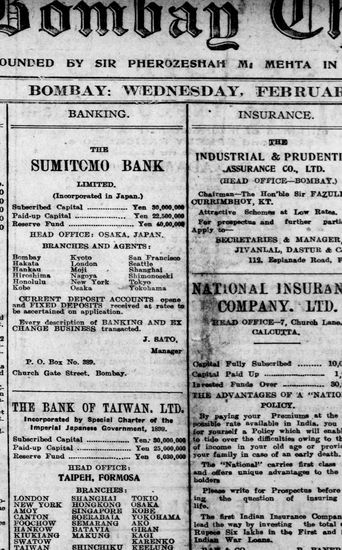 Bombay Ch
OUNDED BY SIR PHEROZESHAH M. MEHTA IN
BOMBAY: WEDNESDAY, FEBRUAR
BANKING.
THE
SUMITOMO BANK
LIMITED.
(Incorporated in Japan.)
Subscribed Capital Yen 30,000,000
Paid-up Capital Yen 22,500,000
Reserve Fund Yen 40,000,000
HEAD OFFICE: OSAKA, JAPAN.
BRANCHES AND AGENTS:
Bombay Kyoto San Francisco
Hakata London Seattle
Hankau Moji Shanghai
Hiroshima Nagoya Shimonoseki
Honolulu New York Tokyo
Kobe Osaka Yokohama
CURRENT DEPOSIT ACCOUNTS opene
and FIXED DEPOSITS received at rates to
be ascertained on application.
Every description of BANKING AND EX
CHANGE BUSINESS transacted.
J. SATO,
Manager
P. O. Box No. 389.
Church Gate Street, Bombay.
THE BANK OF TAIWAN, LTD.
Incorporated by Special Charter of the
Imperial Japanese Government, 1899.
Subscribed Capital Yen. 30,000,000
Paid-up Capital Yen 25,000,000
Reserve Fund Yen 6,030,000
HEAD OFFICE:
TAIPEH, FORMOSA
BRANCHES:
LONDON SHANGHAI TOKIO
NEW YORK HONGKONG OSAKA
AMOY SINGAPORE KOBE
CANTON SOERABAIA YOKOHAMA
FOOCHOW SEMARANG AKO
HANKOW BATAVIA GIRAN
KIUKIANG MAKUNG KAGI
SWATOW KARENKO
TAIWAN SHINCHIKU KEELUNG
INSURANCE.
THE
INDUSTRIAL & PRUDENTI
ASSURANCE CO., LTD.
(HEAD OFFICE—BOMBAY.)
Chairman—The Hon'ble Sir FAZUL
CURRIMBHOY, KT.
Attractive Schemes at Low Rates.
For prospectus and further parti
Apply to—
SECRETARIES & MANAGER,
JIVANLAL, DASTUR & C
112, Esplanade Road, F
NATIONAL INSURAN
COMPANY, LTD.
HEAD OFFICE—7, Church Lane,
CALCUTTA.
Capital Fully Subscribed 10,0
Capital Paid Up 1,
Invested Funds Over 30,
THE ADVANTAGES OF A "NATIO
POLICY.
By paying your Premiums at the
possible rate available in India, you
for yourself a Policy which will enabl
to tide over the difficulties owing to th
of income in your old age or provi
your family in case of an early death.
The "National" carries first class
and offers unique advantages to the
holders
Please write for Prospectus before
ing the question of insuring
life.
The first Indian Insurance Compan
lead the way by investing the total
Rupees Six lakhs in the First and
Indian War Loans.